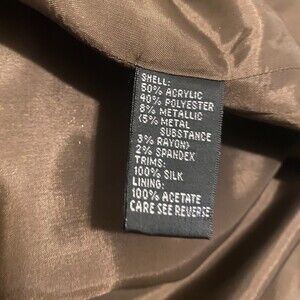 SHELL:
50% ACRYLIC
40% POLYESTER
8% METALLIC
(5% METAL
SUBSTANCE
3% RAYON)
2% SPANDEX
TRIMS:
100% SILK
LINING:
100% ACETATE
CARE SEE REVERSE